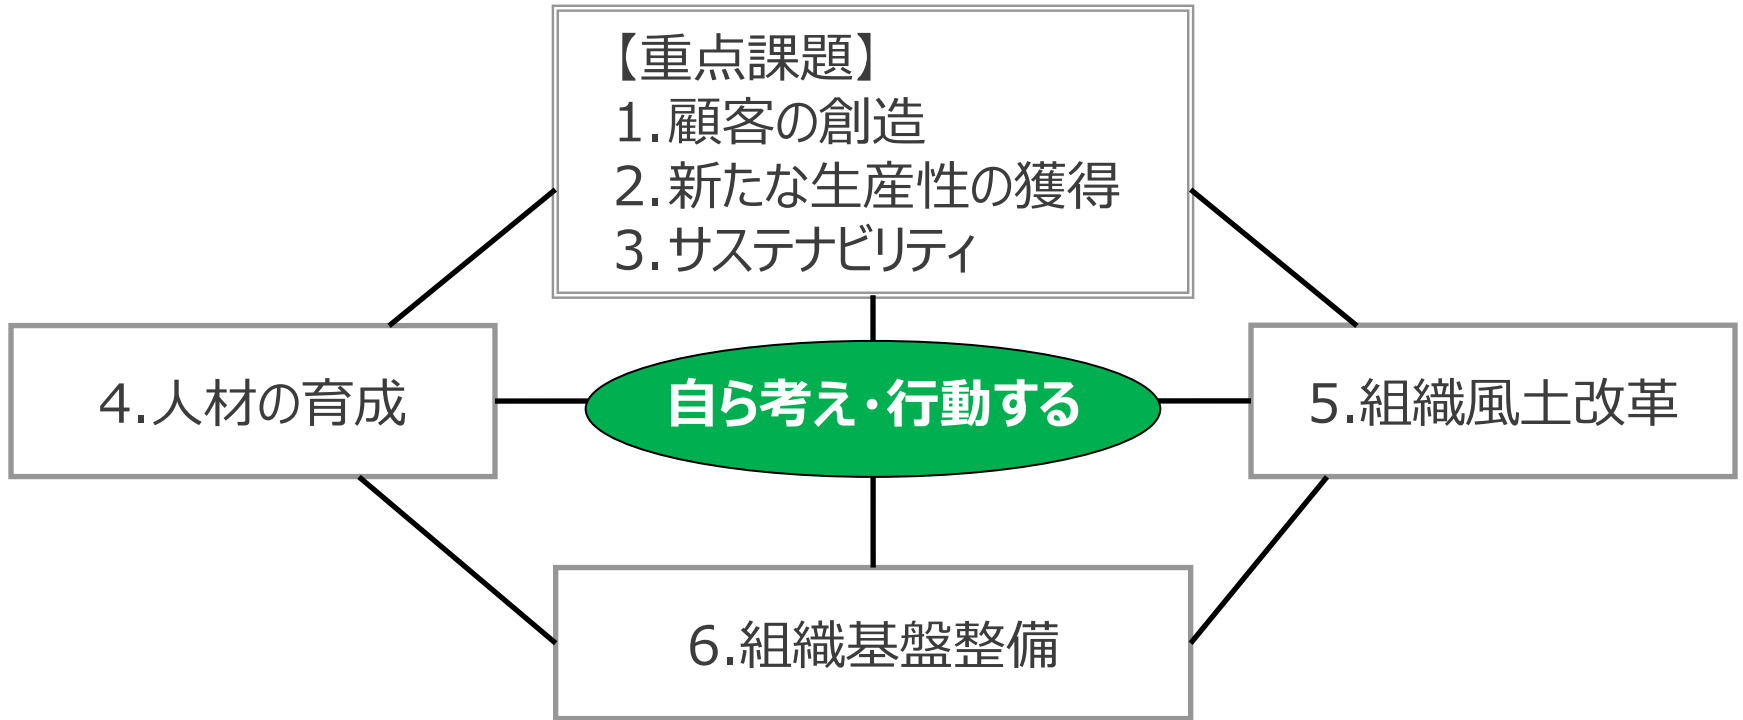 【重点課題】
1.顧客の創造
2.新たな生産性の獲得
3.サステナビリティ
4.人材の育成
自ら考え・行動する
5.組織風土改革
6.組織基盤整備